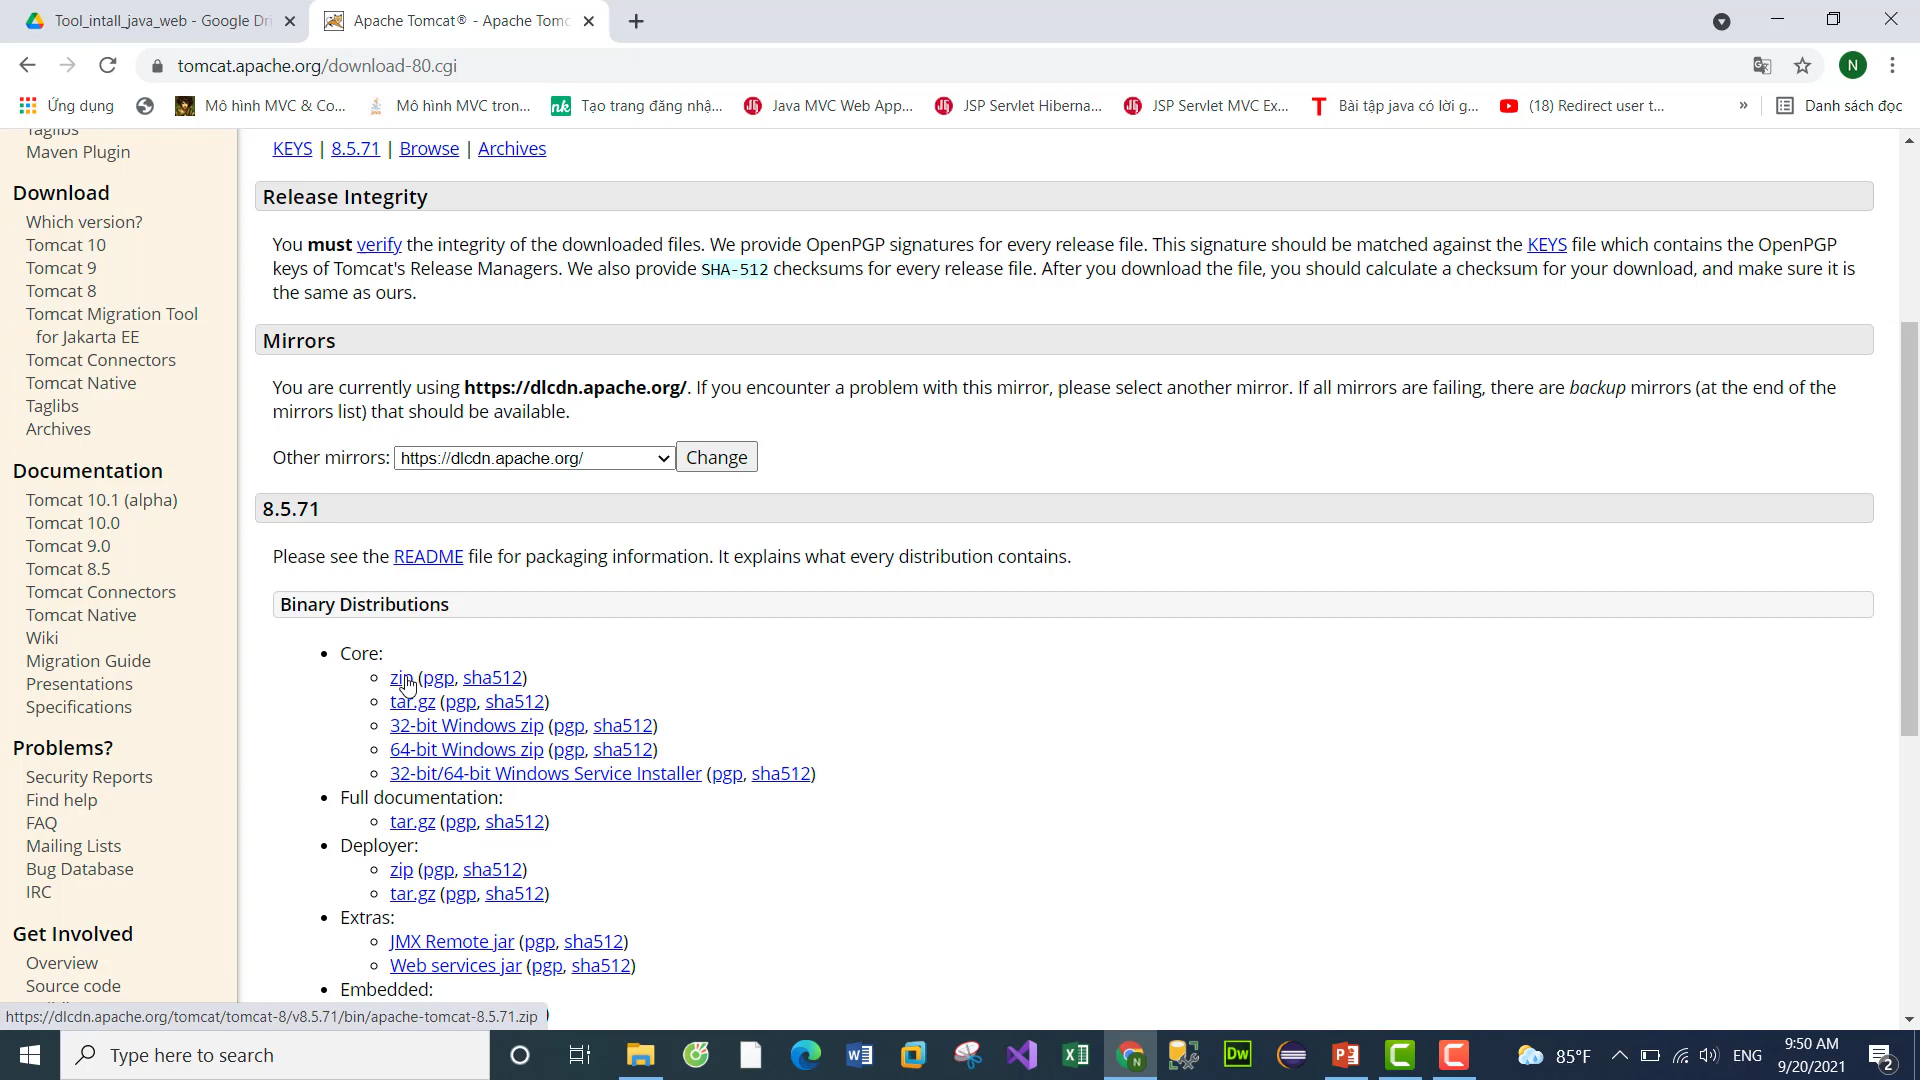 Tool_intall_java_web - Google Dri
Apache Tomcat® - Apache Tomc
tomcat.apache.org/download-80.cgi
N
Ứng dụng
Mô hình MVC & Co...
Mô hình MVC tron...
Tạo trang đăng nhậ...
Java MVC Web App...
JSP Servlet Hiberna...
JSP Servlet MVC Ex...
Bài tập java có lời g...
(18) Redirect user t...
»
Danh sách đọc
Taglibs
Maven Plugin
Download
Which version?
Tomcat 10
Tomcat 9
Tomcat 8
Tomcat Migration Tool
for Jakarta EE
Tomcat Connectors
Tomcat Native
Taglibs
Archives
Documentation
Tomcat 10.1 (alpha)
Tomcat 10.0
Tomcat 9.0
Tomcat 8.5
Tomcat Connectors
Tomcat Native
Wiki
Migration Guide
Presentations
Specifications
Problems?
Security Reports
Find help
FAQ
Mailing Lists
Bug Database
IRC
Get Involved
Overview
Source code
KEYS | 8.5.71 | Browse | Archives
Release Integrity
You must verify the integrity of the downloaded files. We provide OpenPGP signatures for every release file. This signature should be matched against the KEYS file which contains the OpenPGP
keys of Tomcat's Release Managers. We also provide SHA-512 checksums for every release file. After you download the file, you should calculate a checksum for your download, and make sure it is
the same as ours.
Mirrors
You are currently using https://dlcdn.apache.org/. If you encounter a problem with this mirror, please select another mirror. If all mirrors are failing, there are backup mirrors (at the end of the
mirrors list) that should be available.
Other mirrors: https://dlcdn.apache.org/ Change
8.5.71
Please see the README file for packaging information. It explains what every distribution contains.
Binary Distributions
Core:
zip (pgp, sha512)
tar.gz (pgp, sha512)
32-bit Windows zip (pgp, sha512)
64-bit Windows zip (pgp, sha512)
32-bit/64-bit Windows Service Installer (pgp, sha512)
Full documentation:
tar.gz (pgp, sha512)
Deployer:
zip (pgp, sha512)
tar.gz (pgp, sha512)
Extras:
JMX Remote jar (pgp, sha512)
Web services jar (pgp, sha512)
Embedded:
https://dlcdn.apache.org/tomcat/tomcat-8/v8.5.71/bin/apache-tomcat-8.5.71.zip
Type here to search
85°F
ENG
9:50 AM
9/20/2021
2